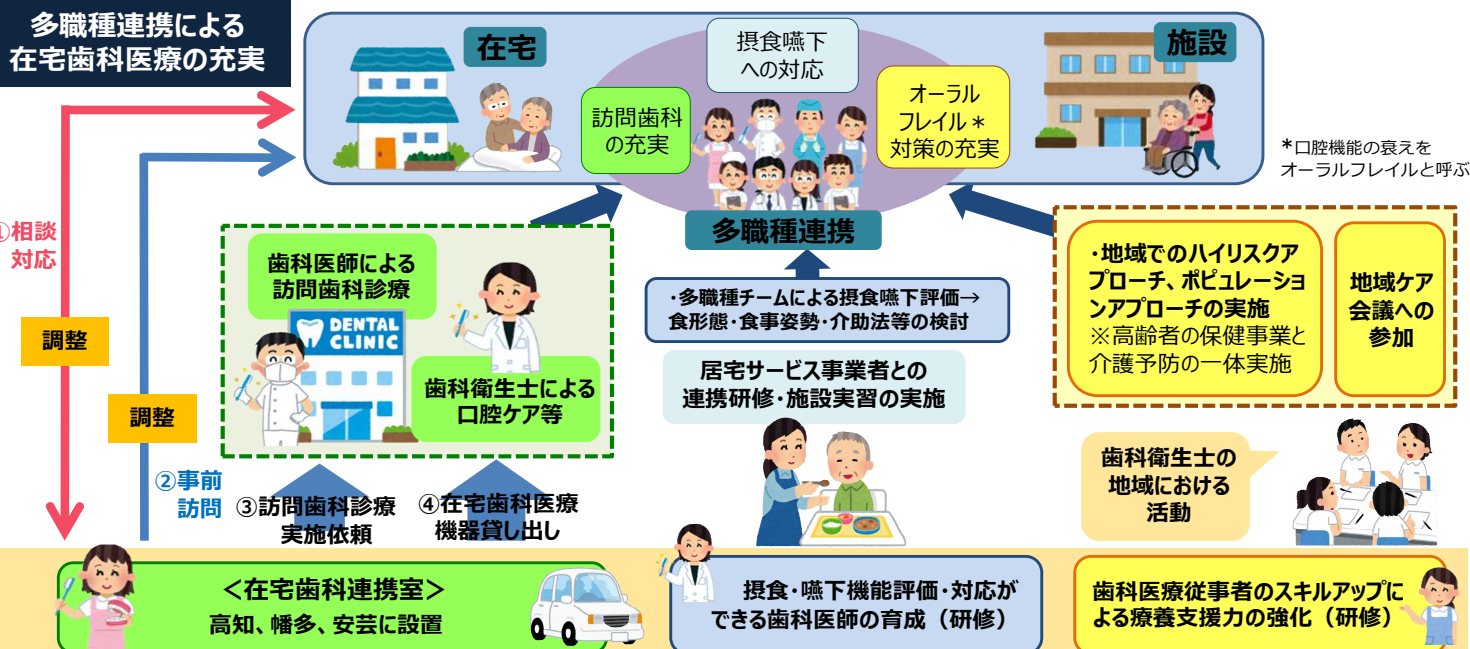 多職種連携による
在宅歯科医療の充実
在宅
摂食嚥下
への対応
施設
訪問歯科
の充実
オーラル
フレイル＊
対策の充実
*口腔機能の衰えを
オーラルフレイルと呼ぶ
多職種連携
①相談
対応
調整
調整
②事前
訪問
歯科医師による
訪問歯科診療
DENTAL
CLINIC
歯科衛生士による
口腔ケア等
③訪問歯科診療
実施依頼
④在宅歯科医療
機器貸し出し
・多職種チームによる摂食嚥下評価→
食形態・食事姿勢・介助法等の検討
居宅サービス事業者との
連携研修・施設実習の実施
・地域でのハイリスクア
プローチ、ポピュレーショ
ンアプローチの実施
※高齢者の保健事業と
介護予防の一体実施
地域ケア
会議への
参加
歯科衛生士の
地域における
活動
＜在宅歯科連携室＞
高知、幡多、安芸に設置
摂食・嚥下機能評価・対応が
できる歯科医師の育成（研修）
歯科医療従事者のスキルアップに
よる療養支援力の強化（研修）